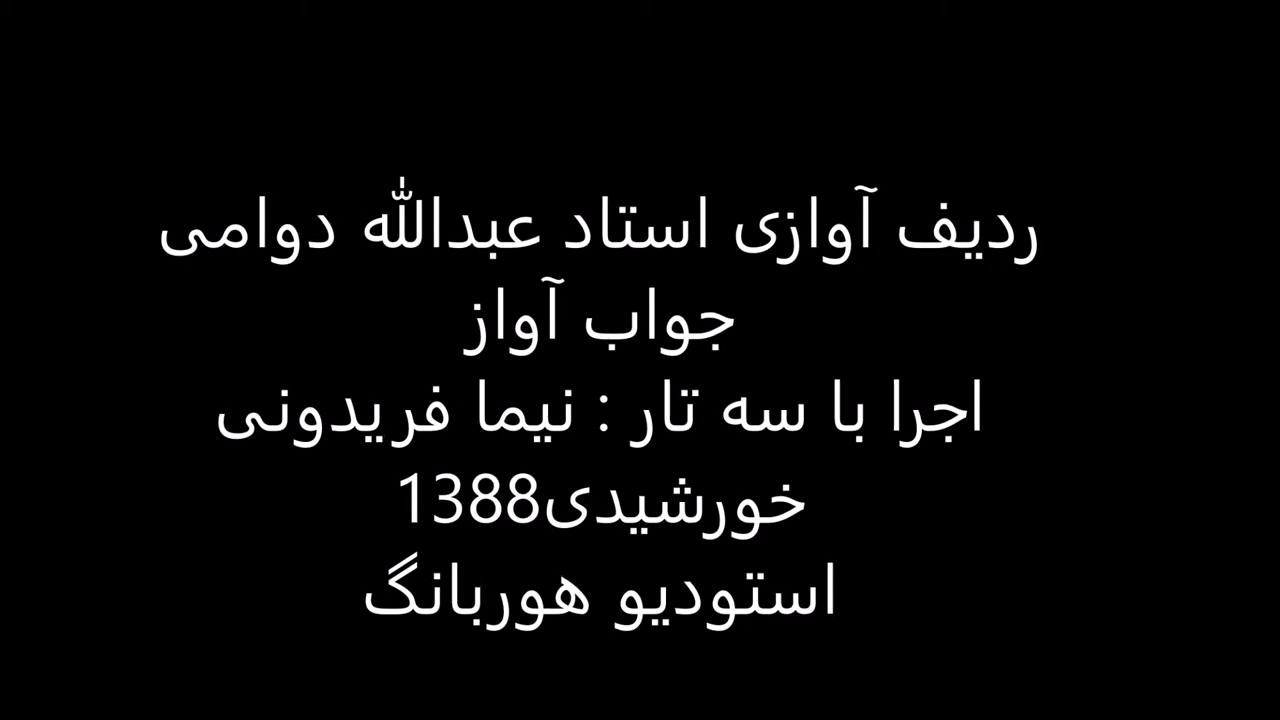 ردیف آوازی استاد عبدالله دوامی
جواب آواز
اجرا با سه تار : نیما فریدونی
خورشیدی1388
استودیو هوربانگ